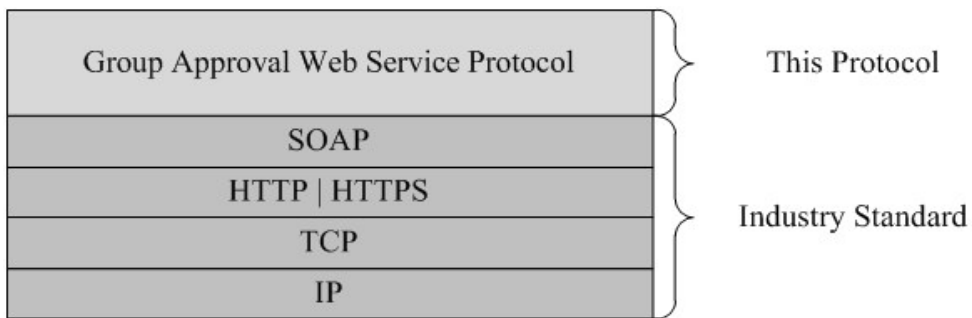 Group Approval Web Service Protocol
This Protocol
SOAP
HTTP | HTTPS
TCP
IP
Industry Standard